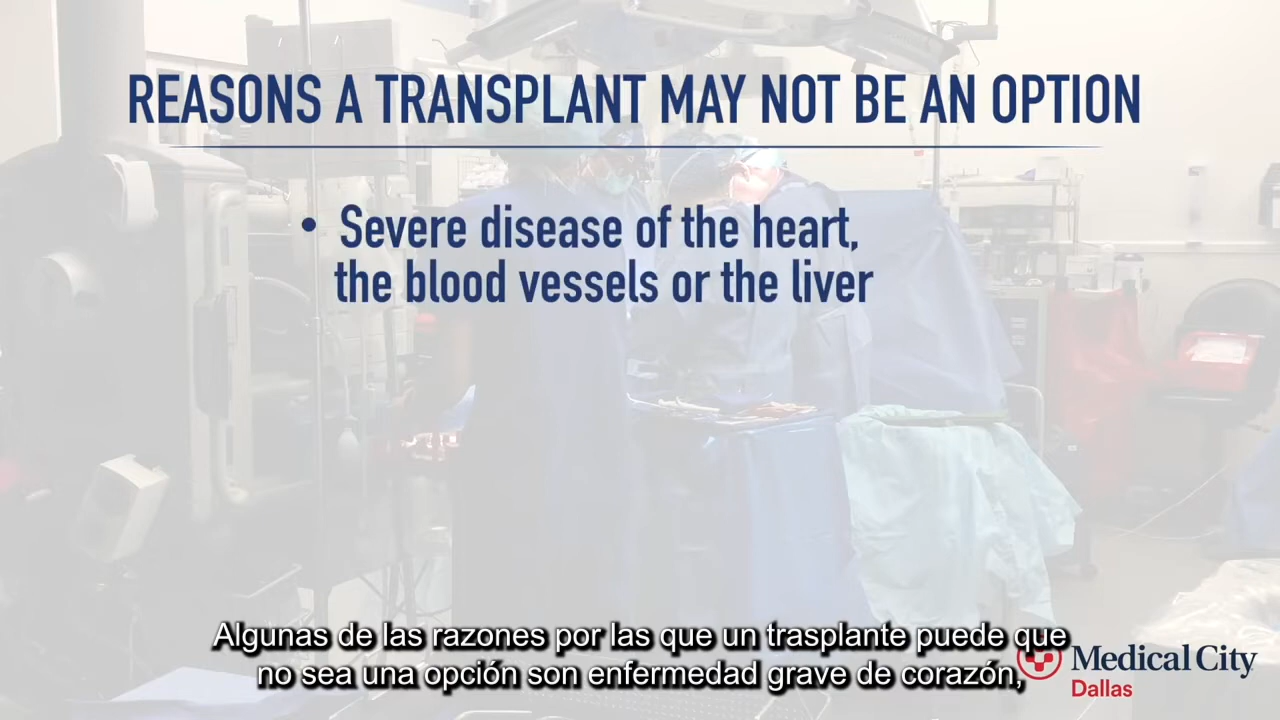 REASONS A TRANSPLANT MAY NOT BE AN OPTION
• Severe disease of the heart,
the blood vessels or the liver
Algunas de las razones por las que un trasplante puede que
no sea una opción son enfermedad grave de corazón,
Medical City
Dallas